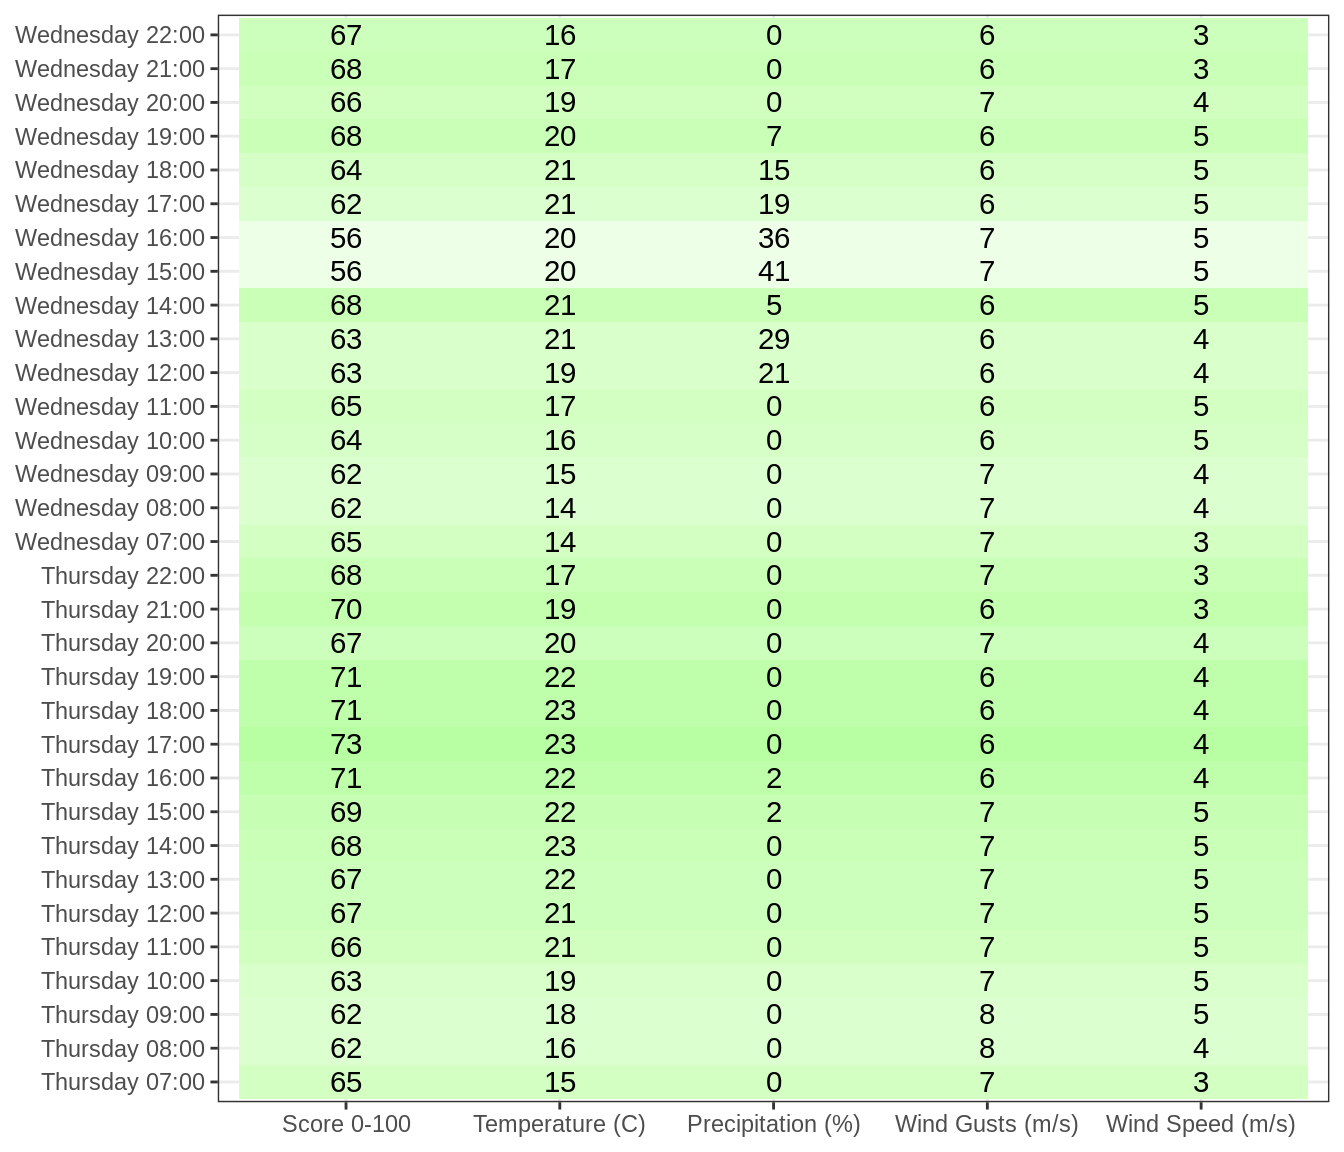 Wednesday 22:00 67 16 0 6 3
Wednesday 21:00 68 17 0 6 3
Wednesday 20:00 66 19 0 7 4
Wednesday 19:00 68 20 7 6 5
Wednesday 18:00 64 21 15 6 5
Wednesday 17:00 62 21 19 6 5
Wednesday 16:00 56 20 36 7 5
Wednesday 15:00 56 20 41 7 5
Wednesday 14:00 68 21 5 6 5
Wednesday 13:00 63 21 29 6 4
Wednesday 12:00 63 19 21 6 4
Wednesday 11:00 65 17 0 6 5
Wednesday 10:00 64 16 0 6 5
Wednesday 09:00 62 15 0 7 4
Wednesday 08:00 62 14 0 7 4
Wednesday 07:00 65 14 0 7 3
Thursday 22:00 68 17 0 7 3
Thursday 21:00 70 19 0 6 3
Thursday 20:00 67 20 0 7 4
Thursday 19:00 71 22 0 6 4
Thursday 18:00 71 23 0 6 4
Thursday 17:00 73 23 0 6 4
Thursday 16:00 71 22 2 6 4
Thursday 15:00 69 22 2 7 5
Thursday 14:00 68 23 0 7 5
Thursday 13:00 67 22 0 7 5
Thursday 12:00 67 21 0 7 5
Thursday 11:00 66 21 0 7 5
Thursday 10:00 63 19 0 7 5
Thursday 09:00 62 18 0 8 5
Thursday 08:00 62 16 0 8 4
Thursday 07:00 65 15 0 7 3
Score 0-100 Temperature (C) Precipitation (%) Wind Gusts (m/s) Wind Speed (m/s)